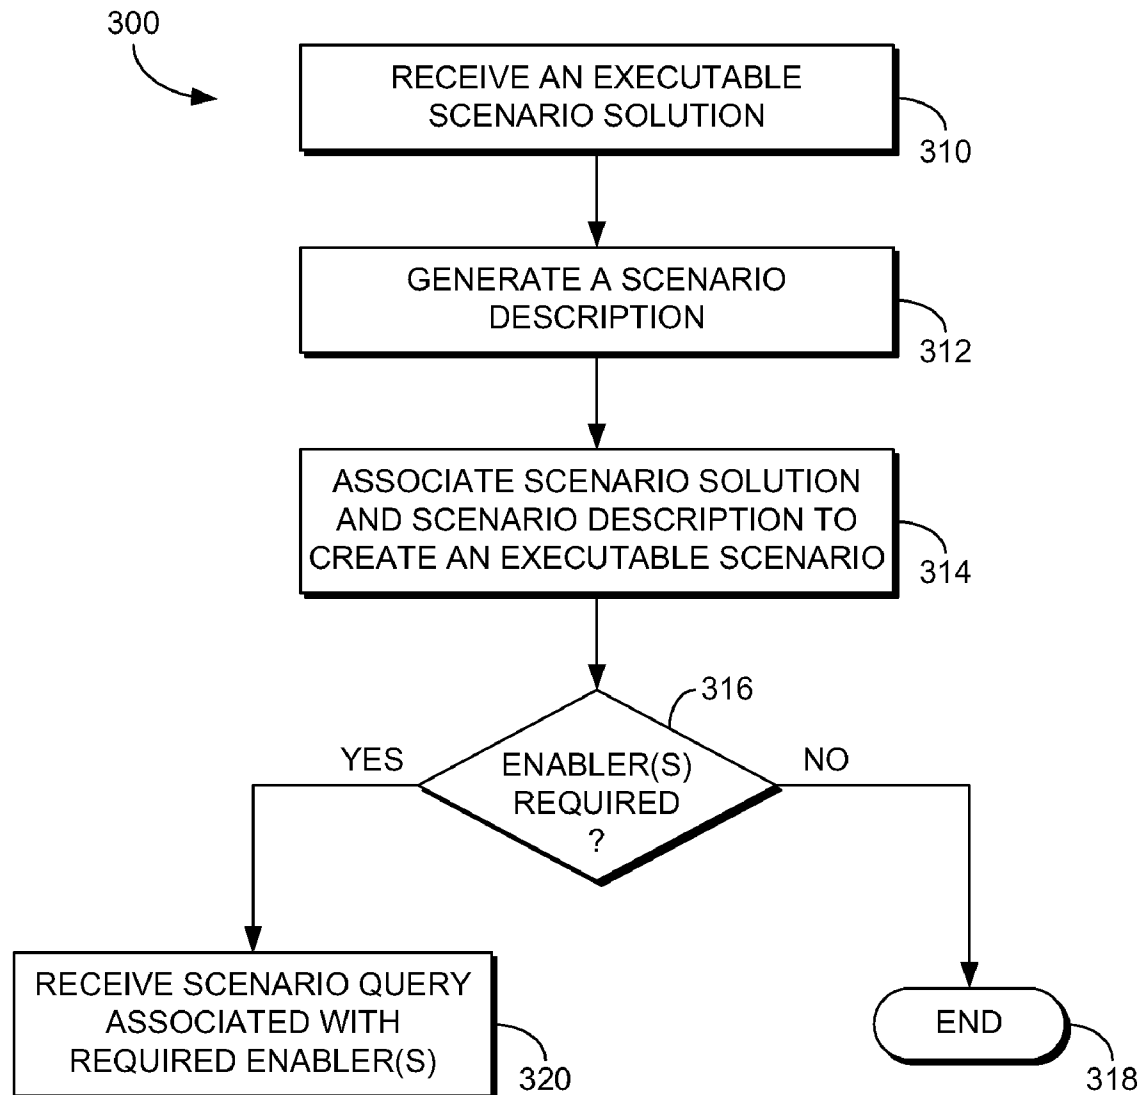 300
RECEIVE AN EXECUTABLE
SCENARIO SOLUTION
310
GENERATE A SCENARIO
DESCRIPTION
312
ASSOCIATE SCENARIO SOLUTION
AND SCENARIO DESCRIPTION TO
CREATE AN EXECUTABLE SCENARIO
314
316
YES
ENABLER(S)
REQUIRED
?
NO
RECEIVE SCENARIO QUERY
ASSOCIATED WITH
REQUIRED ENABLER(S)
320
END
318